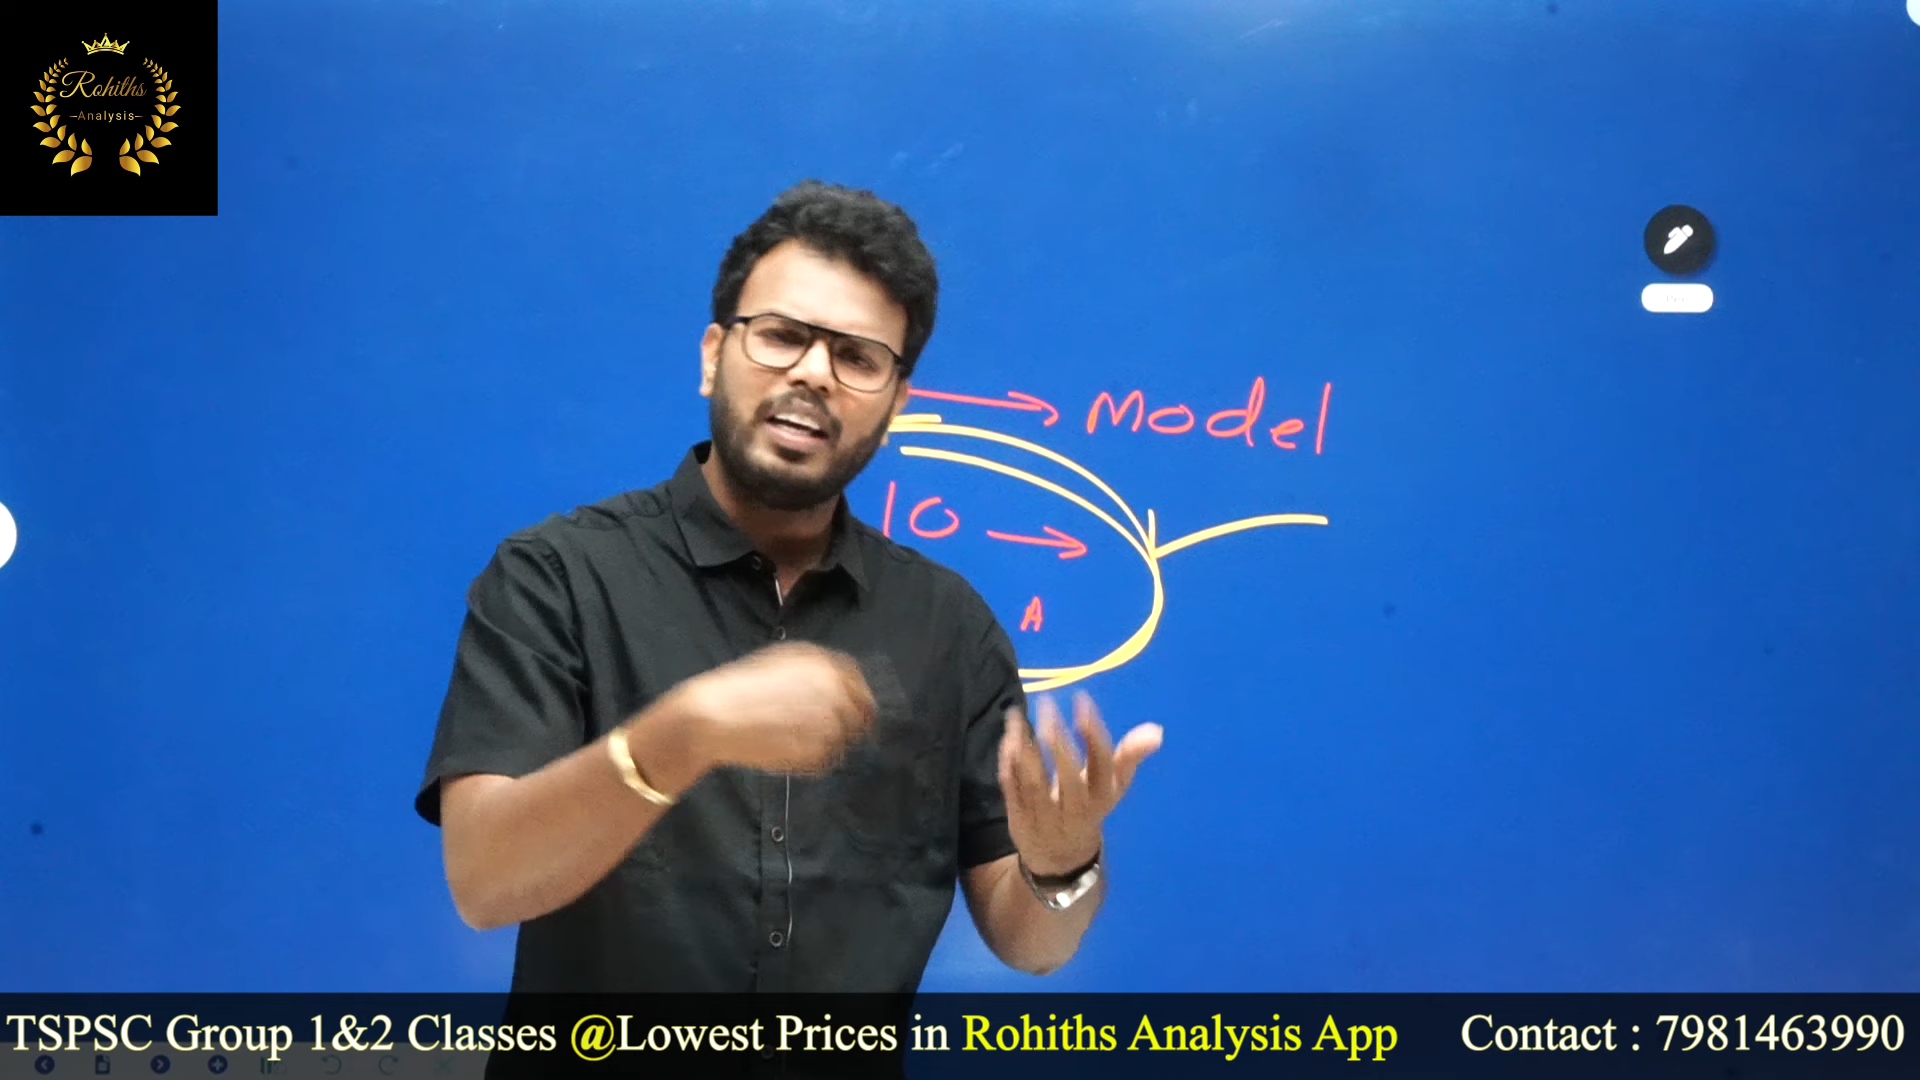 Rohiths
-Analysis-
Model
10
A
TSPSC Group 1&2 Classes @Lowest Prices in Rohiths Analysis App Contact : 7981463990